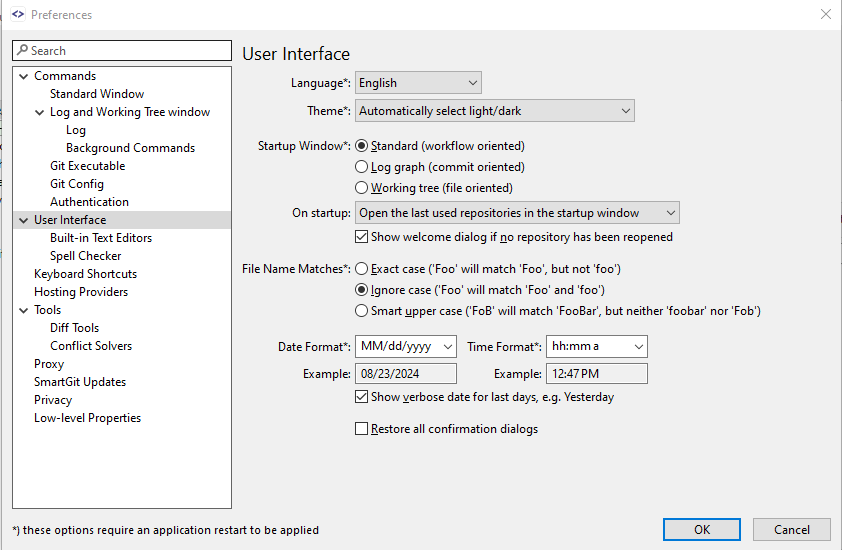 Preferences
Search
Commands
Standard Window
Log and Working Tree window
Log
Background Commands
Git Executable
Git Config
Authentication
User Interface
Built-in Text Editors
Spell Checker
Keyboard Shortcuts
Hosting Providers
Tools
Diff Tools
Conflict Solvers
Proxy
SmartGit Updates
Privacy
Low-level Properties
User Interface
Language*: English
Theme*: Automatically select light/dark
Startup Window*: Standard (workflow oriented)
Log graph (commit oriented)
Working tree (file oriented)
On startup: Open the last used repositories in the startup window
Show welcome dialog if no repository has been reopened
File Name Matches*: Exact case ('Foo' will match 'Foo', but not 'foo')
Ignore case ('Foo' will match 'Foo' and 'foo')
Smart upper case ('FoB' will match 'FooBar', but neither 'foobar' nor 'Fob')
Date Format*: MM/dd/yyyy Time Format*: hh:mm a
Example: 08/23/2024 Example: 12:47 PM
Show verbose date for last days, e.g. Yesterday
Restore all confirmation dialogs
*) these options require an application restart to be applied
OK Cancel